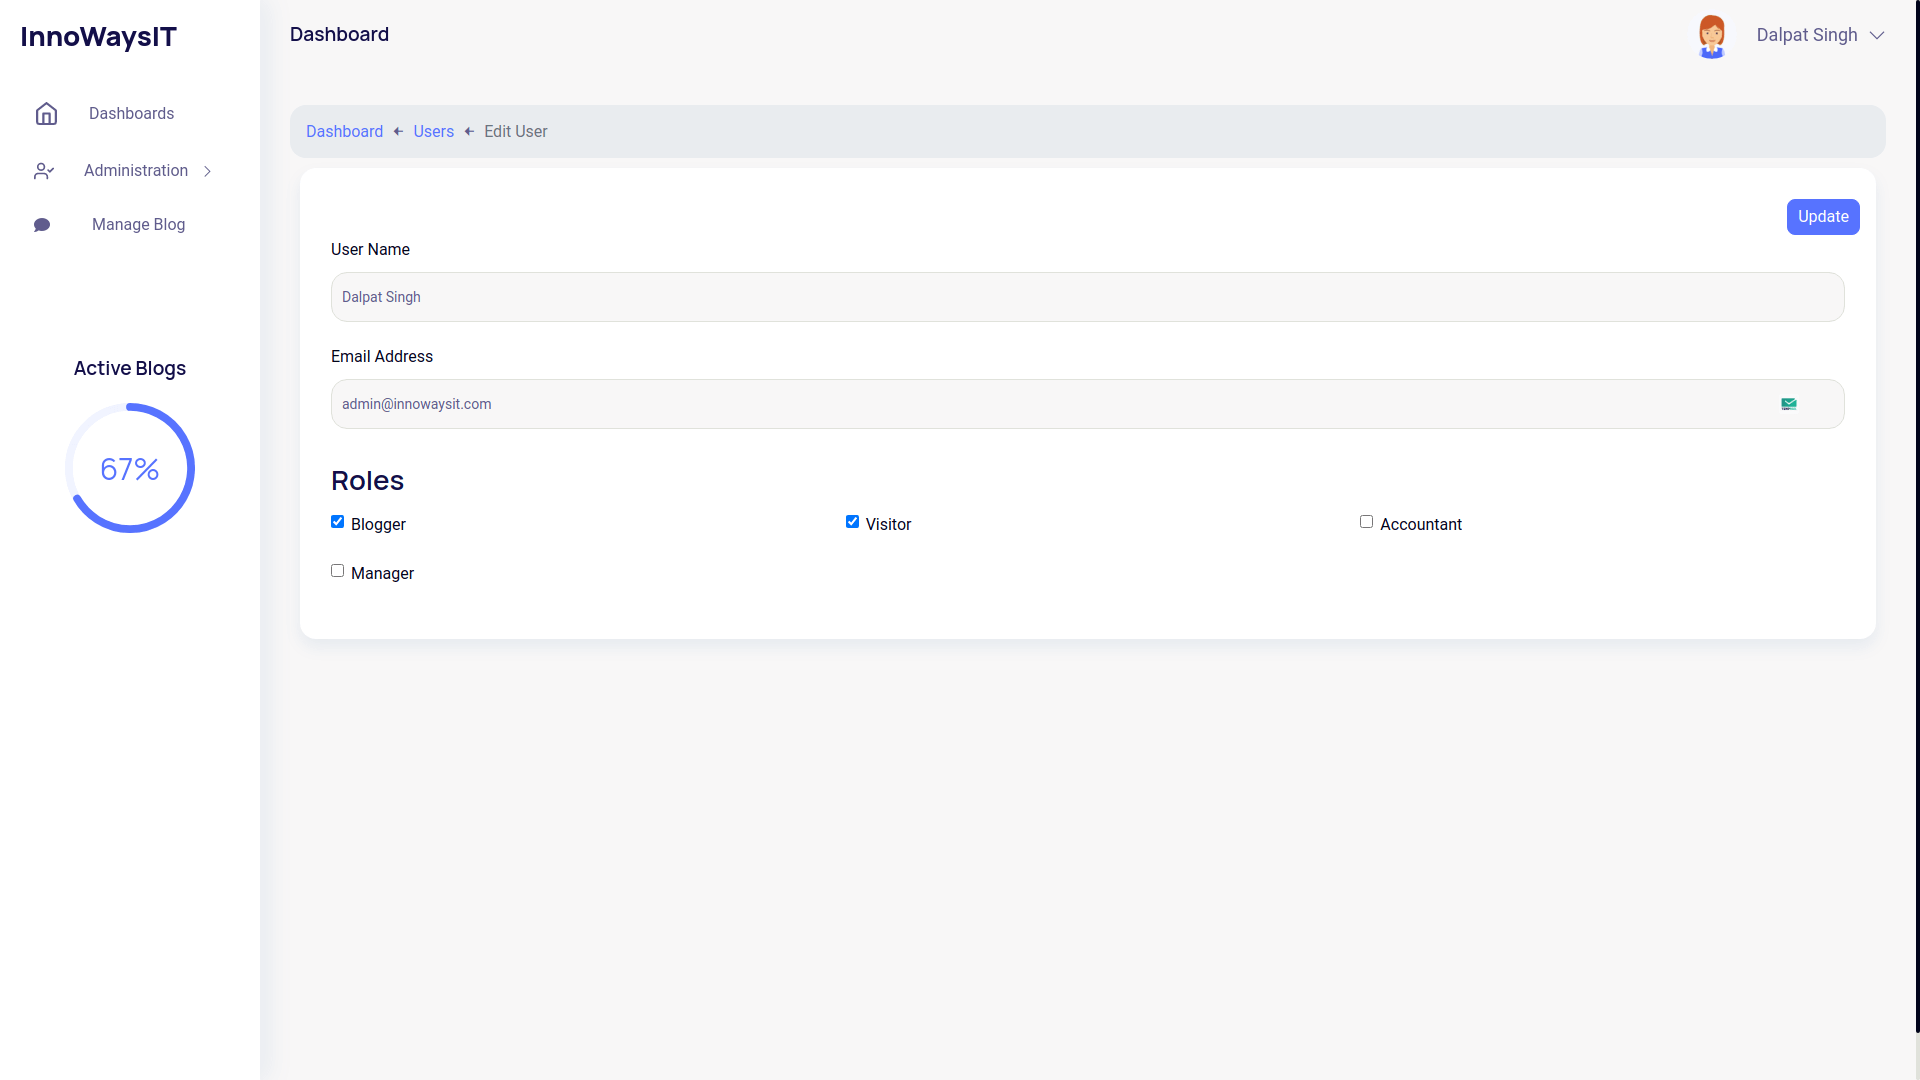 InnoWaysIT
Dashboards
Administration
Manage Blog
Active Blogs
67%
Dashboard
Dalpat Singh
Dashboard Users Edit User
Update
User Name
Dalpat Singh
Email Address
admin@innowaysit.com
Roles
Blogger
Visitor
Accountant
Manager